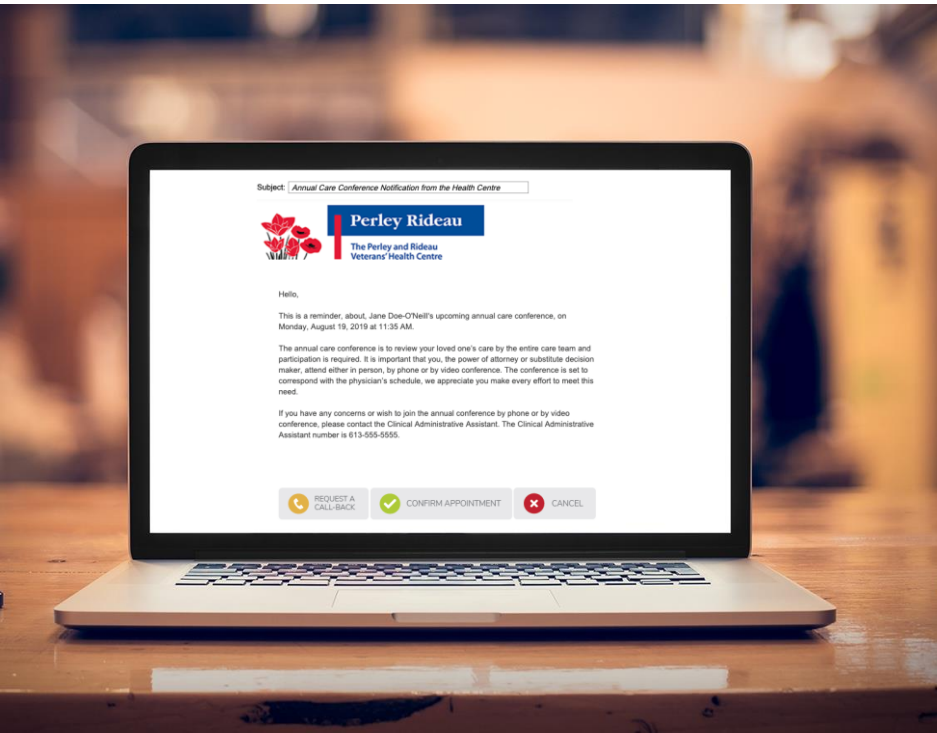 Subject: Annual Care Conference Notification from the Health Centre
Perley Rideau
The Perley and Rideau
Veterans' Health Centre
Hello,
This is a reminder, about, Jane Doe-O'Neill's upcoming annual care conference, on
Monday, August 19, 2019 at 11:35 AM.
The annual care conference is to review your loved one's care by the entire care team and
participation is required. It is important that you, the power of attorney or substitute decision
maker, attend either in person, by phone or by video conference. The conference is set to
correspond with the physician's schedule, we appreciate you make every effort to meet this
need.
If you have any concerns or wish to join the annual conference by phone or by video
conference, please contact the Clinical Administrative Assistant. The Clinical Administrative
Assistant number is 613-555-5555.
REQUEST A
CALL-BACK
CONFIRM APPOINTMENT
CANCEL